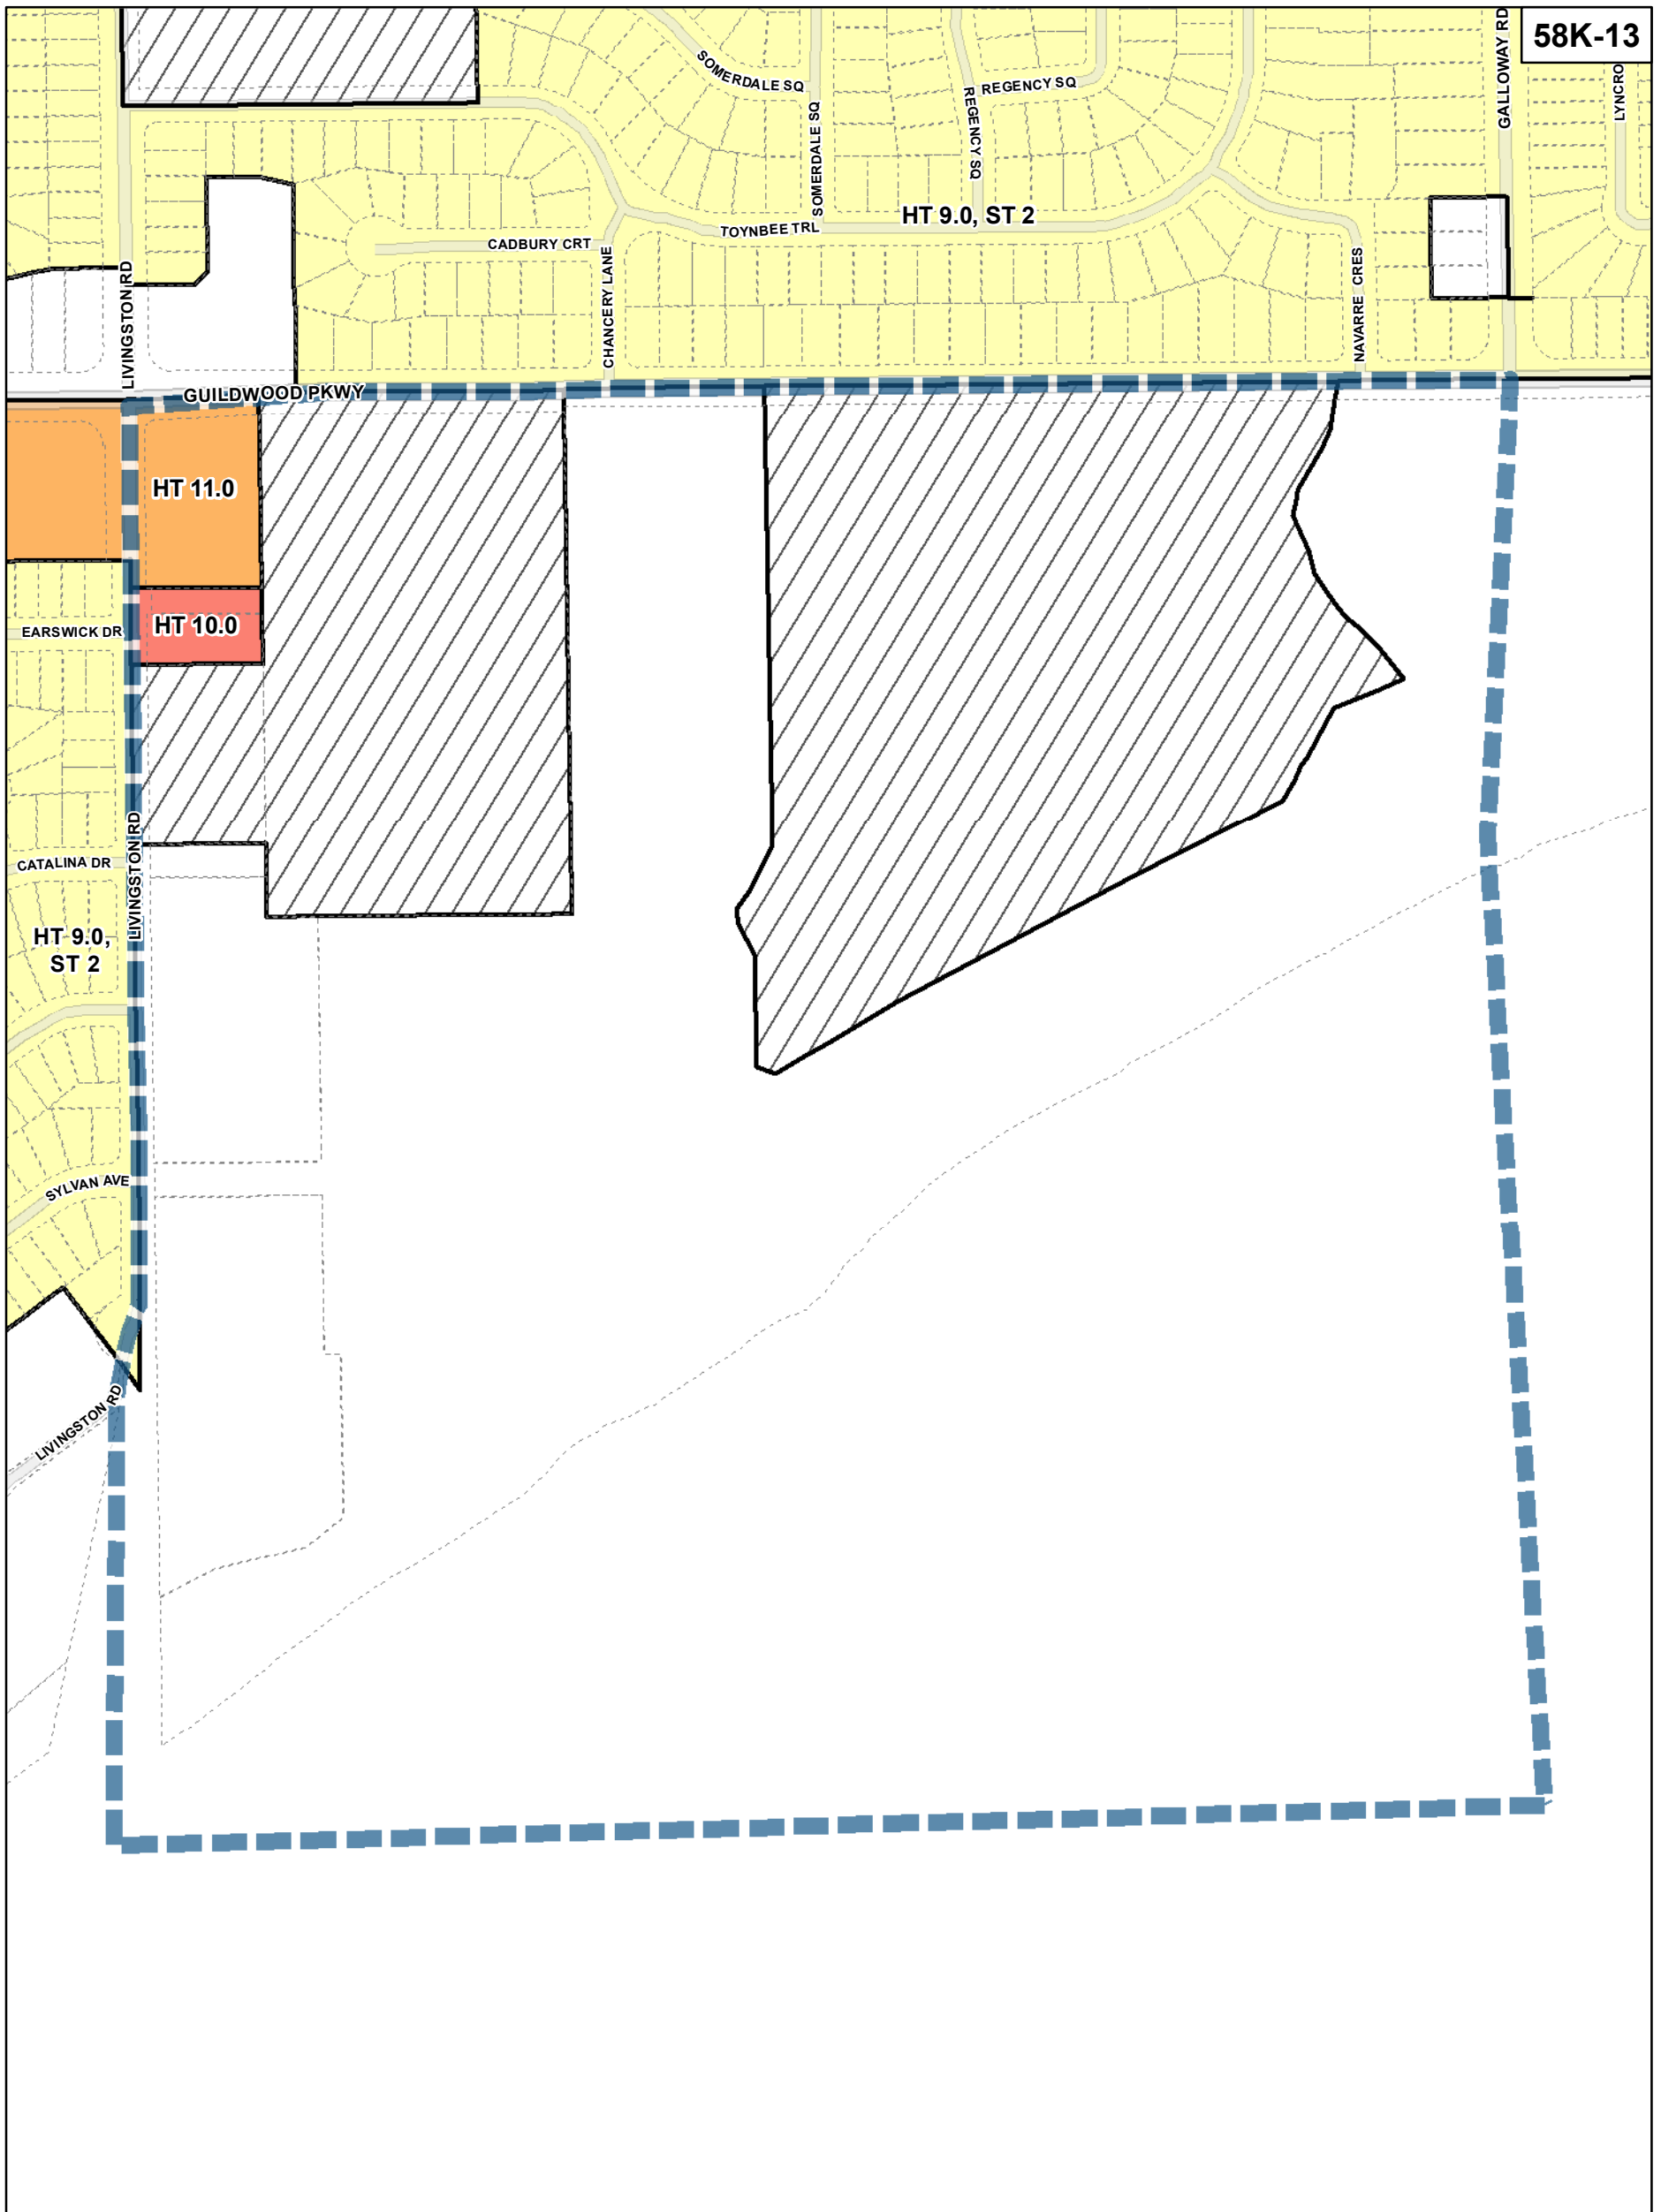 58K-13
GALLOWAY RD
LYNCRO
SOMERDALE SQ
REGENCY SQ
REGENCY SQ
SOMERDALE SQ
HT 9.0, ST 2
TOYNBEE TRL
CADBURY CRT
LIVINGSTON RD
CHANCERY LANE
NAVARRE CRES
GUILDWOOD PKWY
HT 11.0
HT 10.0
EARSWICK DR
LIVINGSTON RD
CATALINA DR
HT 9.0,
ST 2
SYLVAN AVE
LIVINGSTON RD